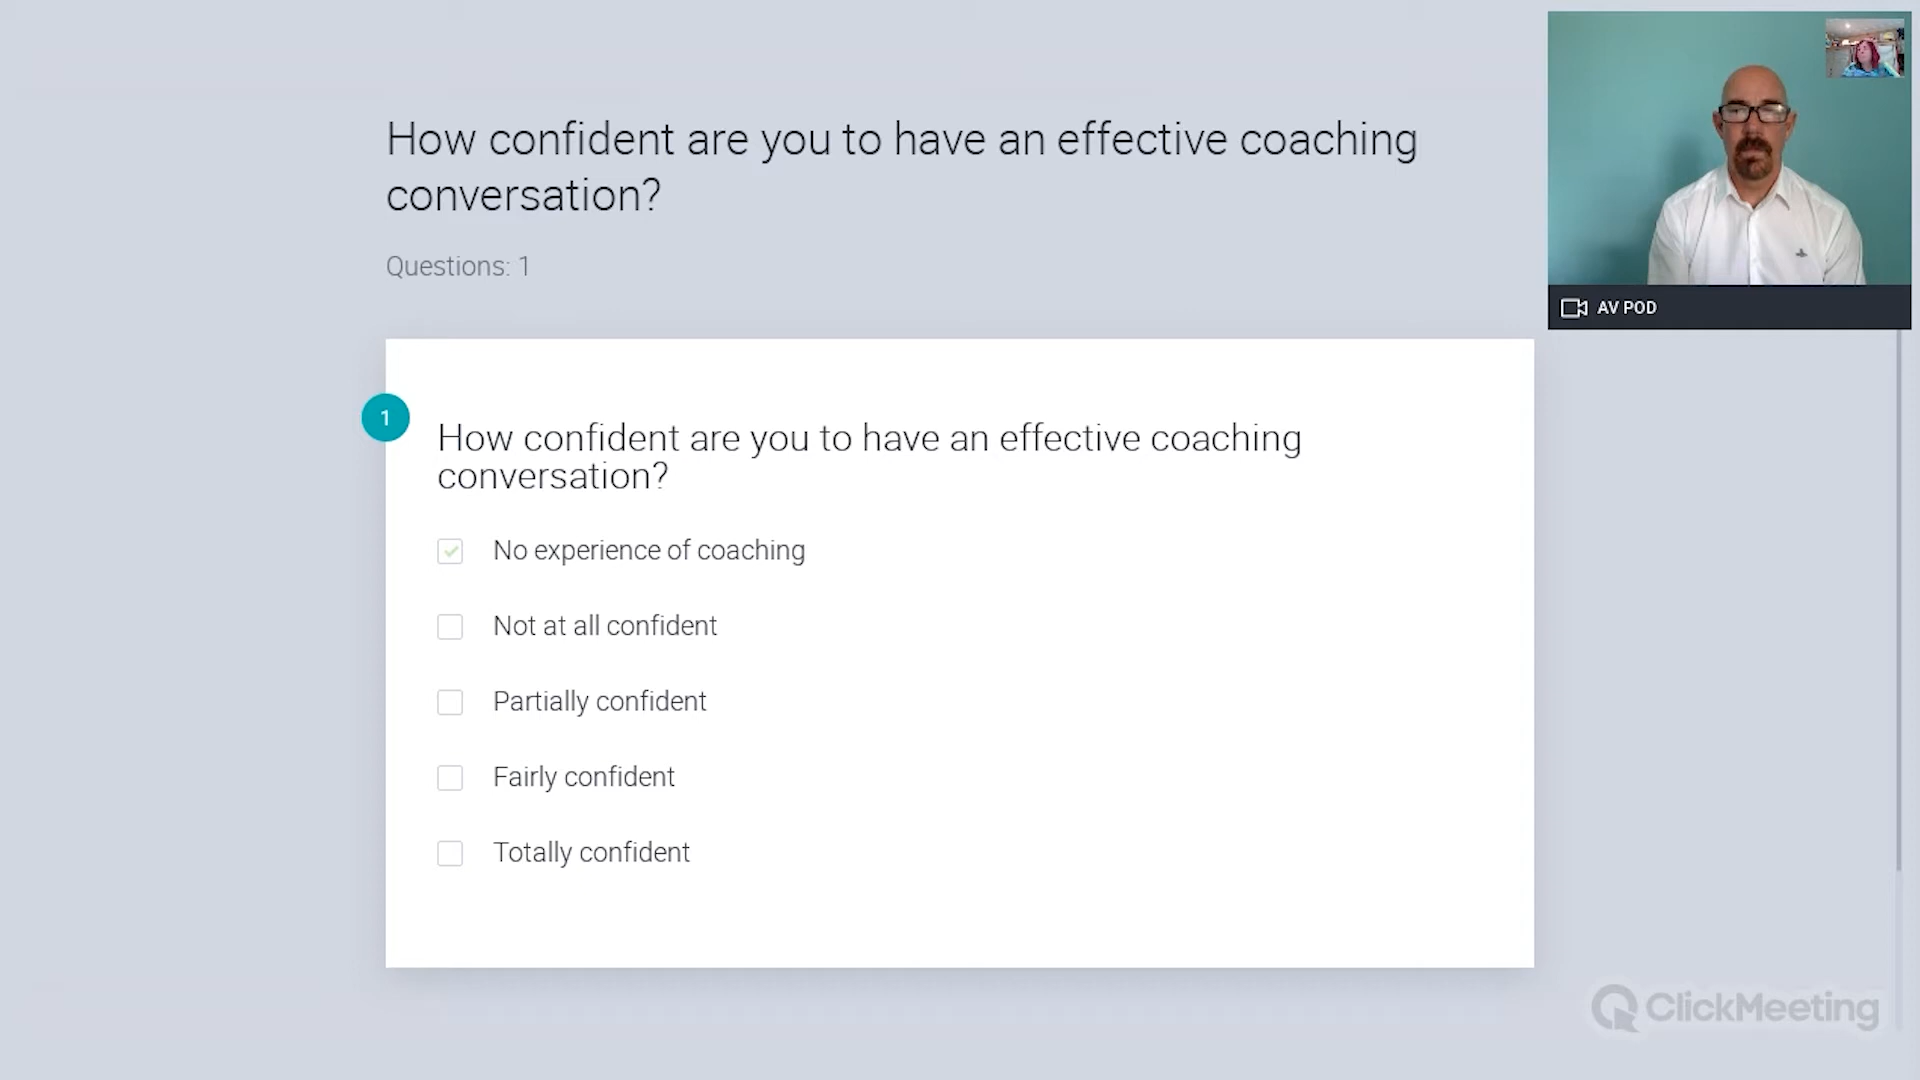 How confident are you to have an effective coaching
conversation?
Questions: 1
AV POD
1
How confident are you to have an effective coaching
conversation?
No experience of coaching
Not at all confident
Partially confident
Fairly confident
Totally confident
ClickMeeting